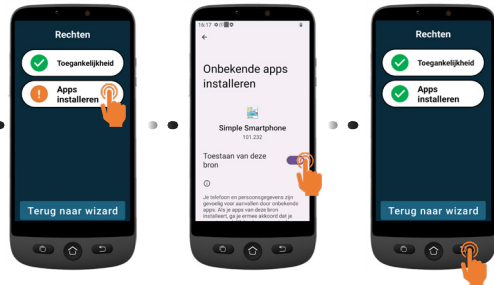 Rechten
Toegankelijkheid
Apps
installeren
Terug naar wizard
16:17
Onbekende apps
installeren
Simple Smartphone
101.232
Toestaan van deze
bron
Je telefoon en persoonsgegevens zijn
gevoelig voor aanvallen door onbekende
apps. Als je apps van deze bron
installeert, ga je ermee akkoord dat je
Rechten
Toegankelijkheid
Apps
installeren
Terug naar wizard